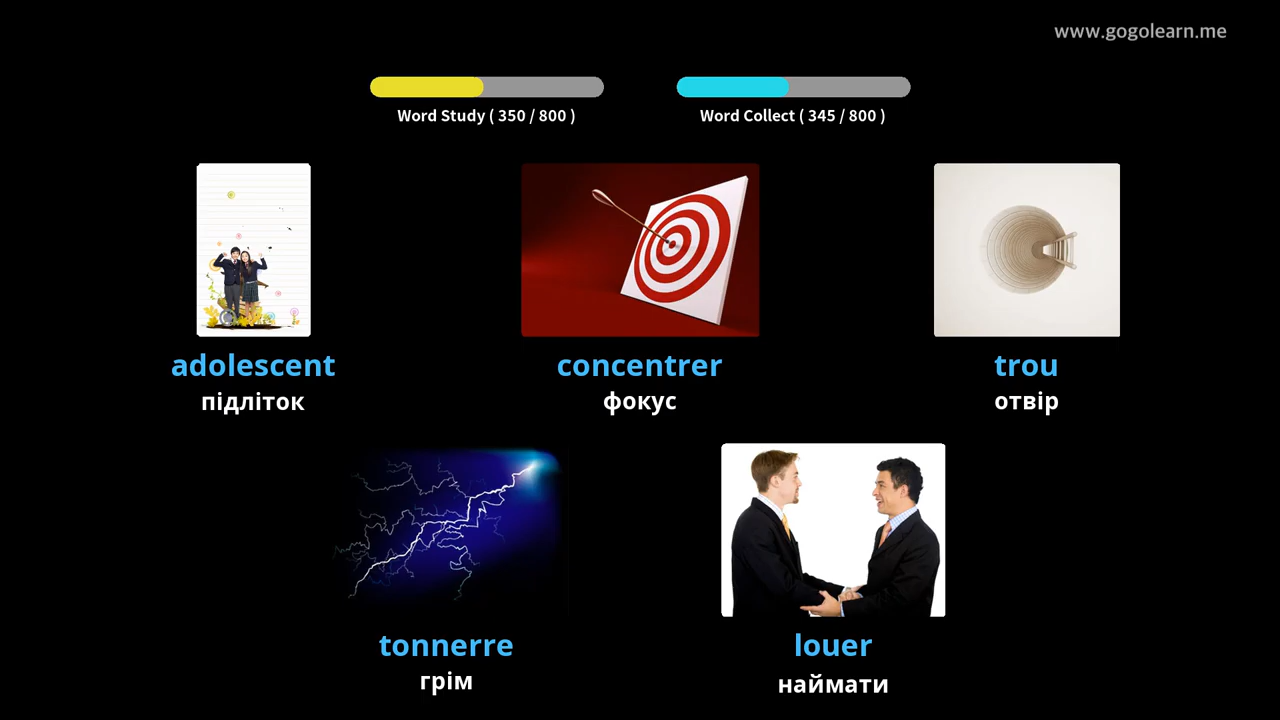 www.gogolearn.me
Word Study ( 350 / 800 )
Word Collect ( 345 / 800 )
adolescent
підліток
concentrer
фокус
trou
отвір
tonnerre
грім
louer
наймати